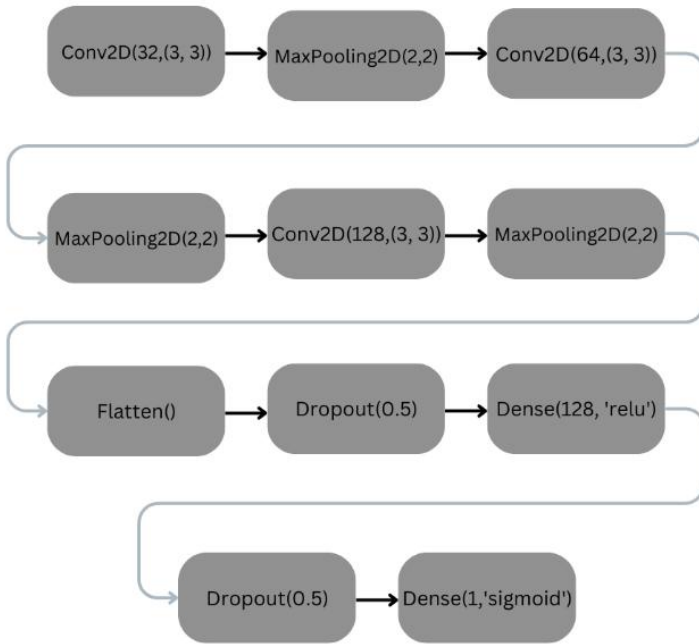 Conv2D(32,(3, 3))
MaxPooling2D(2,2)
Conv2D(64,(3, 3))
MaxPooling2D(2,2)
Conv2D(128,(3, 3))
MaxPooling2D(2,2)
Flatten()
Dropout(0.5)
Dense(128, 'relu')
Dropout(0.5)
Dense(1,'sigmoid')